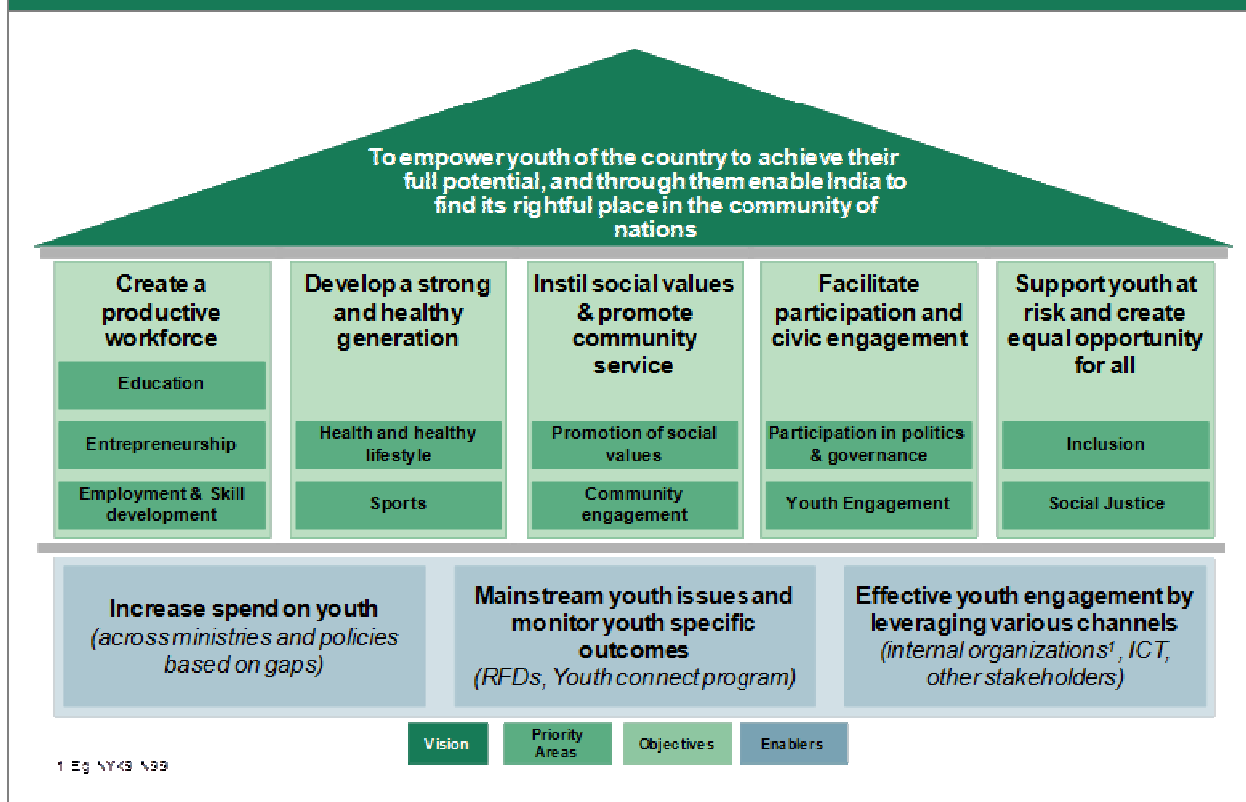 To empower youth of the country to achieve their
full potential, and through them enable India to
find its rightful place in the community of
nations
Create a
productive
workforce
Education
Entrepreneurship
Employment & Skill
development
Develop a strong
and healthy
generation
Health and healthy
lifestyle
Sports
Instil social values
& promote
community
service
Promotion of social
values
Community
engagement
Facilitate
participation and
civic engagement
Participation in politics
& governance
Youth Engagement
Support youth at
risk and create
equal opportunity
for all
Inclusion
Social Justice
Increase spend on youth
(across ministries and policies
based on gaps)
Mainstream youth issues and
monitor youth specific
outcomes
(RFDs, Youth connect program)
Effective youth engagement by
leveraging various channels
(internal organizations¹, ICT,
other stakeholders)
Vision
Priority
Areas
Objectives
Enablers
1 Eg